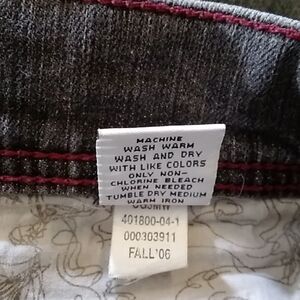 MACHINE
WASH WARM
WASH AND DRY
WITH LIKE COLORS
ONLY NON-
CHLORINE BLEACH
WHEN NEEDED
TUMBLE DRY MEDIUM
WARM IRON
401800-04-1
000303911
FALL'06